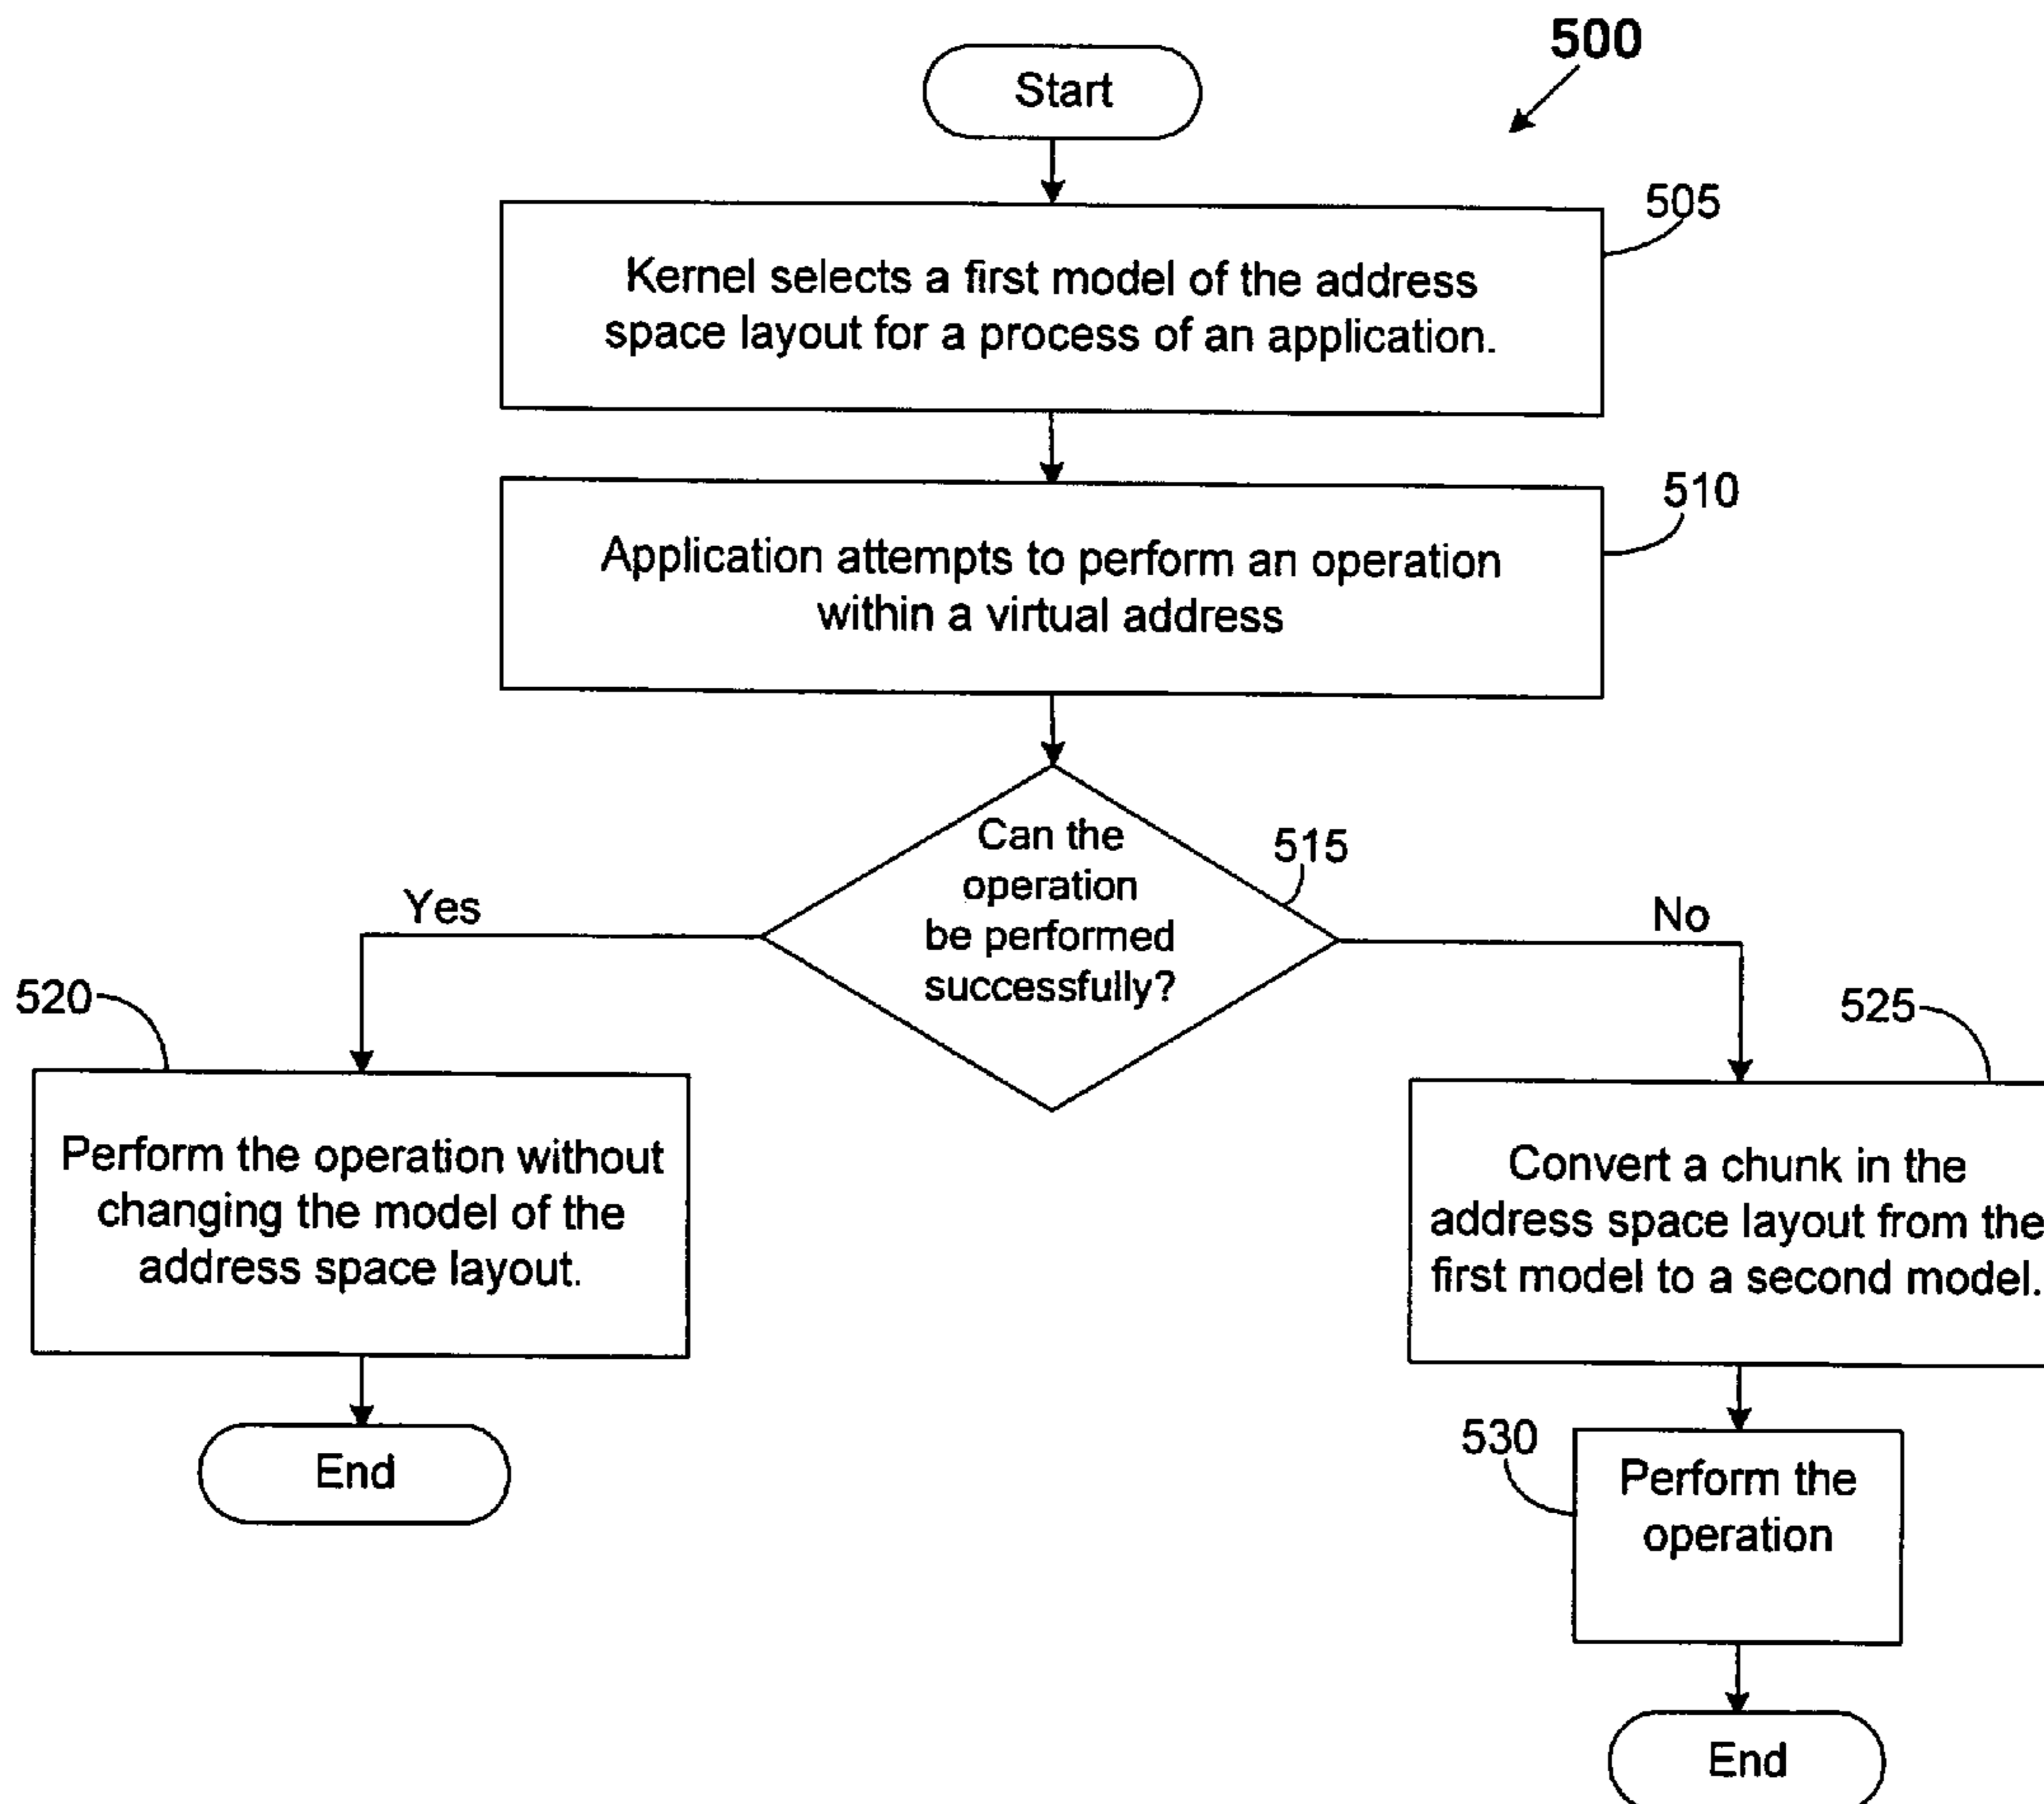 500
Start
505
Kernel selects a first model of the address
space layout for a process of an application.
510
Application attempts to perform an operation
within a virtual address
Can the
operation
be performed
successfully?
515
Yes
No
520
Perform the operation without
changing the model of the
address space layout.
End
525
Convert a chunk in the
address space layout from the
first model to a second model.
530
Perform the
operation
End